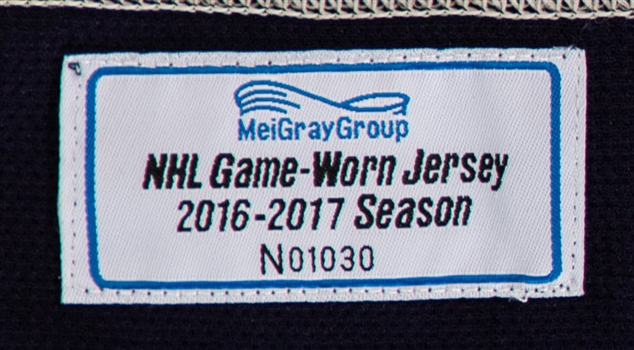 MeiGrayGroup
NHL Game-Worn Jersey
2016-2017 Season
N01030